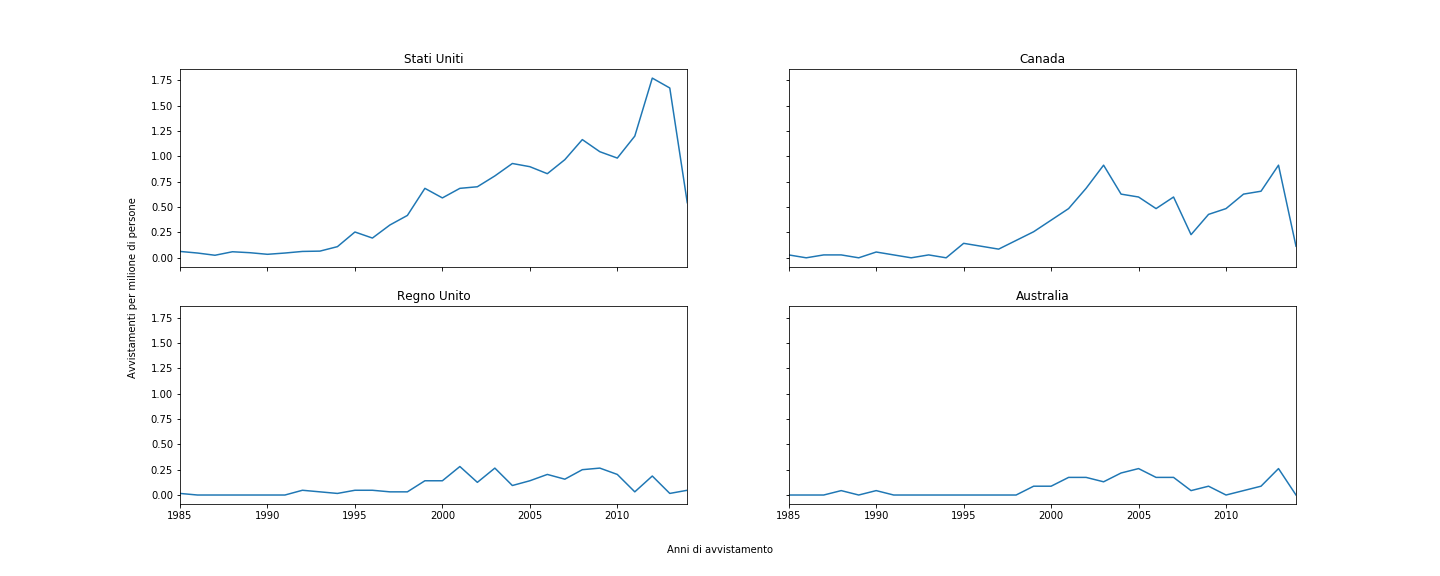 Stati Uniti
Canada
1.75
1.50
1.25
1.00
0.75
0.50
0.25
0.00
Avvistamenti per milione di persone
Regno Unito
Australia
1.75
1.50
1.25
1.00
0.75
0.50
0.25
0.00
1985 1990 1995 2000 2005 2010
1985 1990 1995 2000 2005 2010
Anni di avvistamento